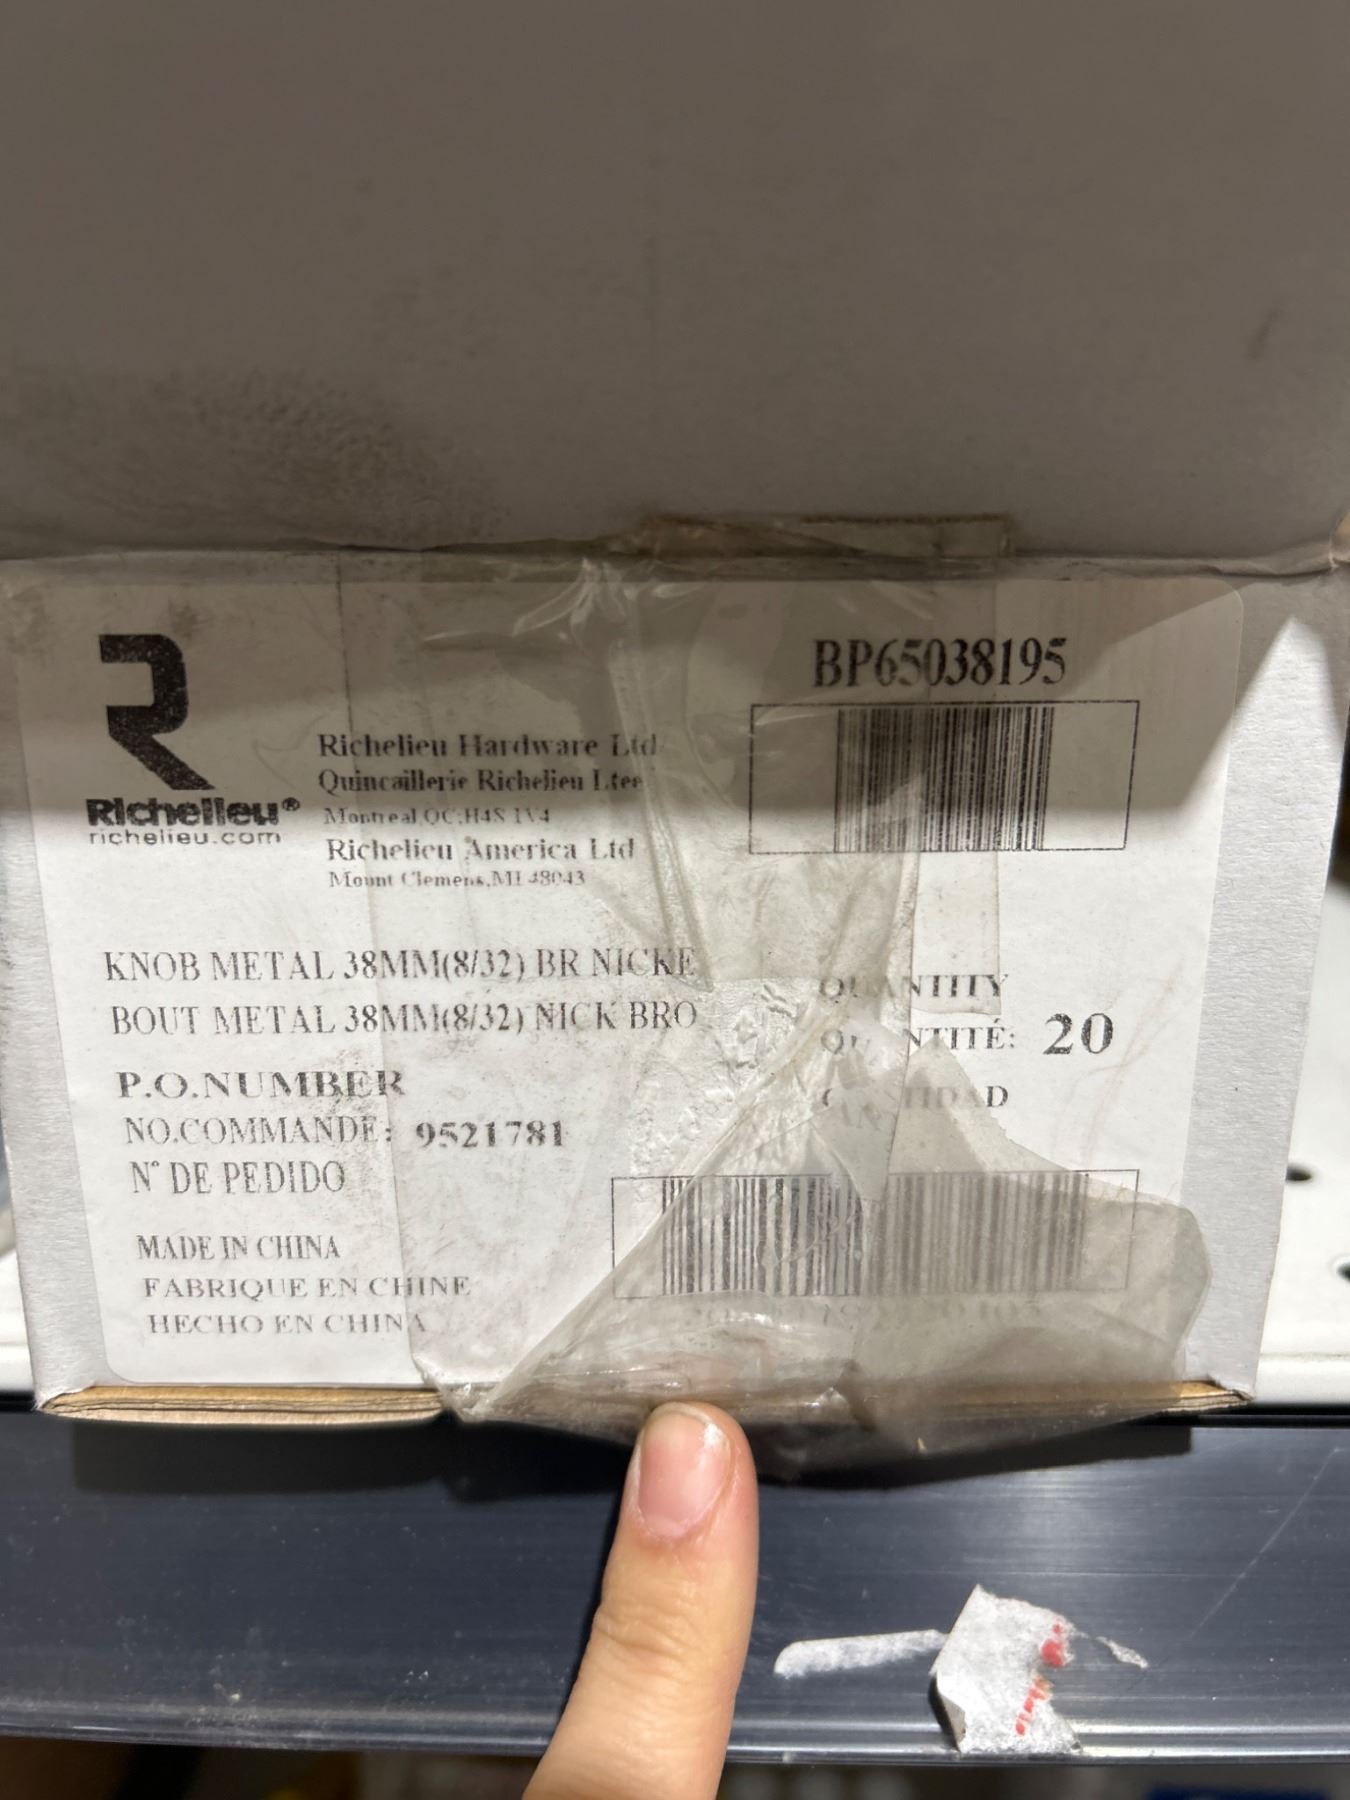 BP65038195
Richelieu®
richelieu.com
Richelieu Hardware Ltd
Quincaillerie Richelieu Ltee
Montreal,QC,H4S 1V4
Richelieu America Ltd
Mount Clemens,MI 48043
KNOB METAL 38MM(8/32) BR NICKE
BOUT METAL 38MM(8/32) NICK BRO
QUANTITY
QUANTITÉ: 20
P.O.NUMBER
NO.COMMANDE: 9521781
N° DE PEDIDO
MADE IN CHINA
FABRIQUE EN CHINE
HECHO EN CHINA